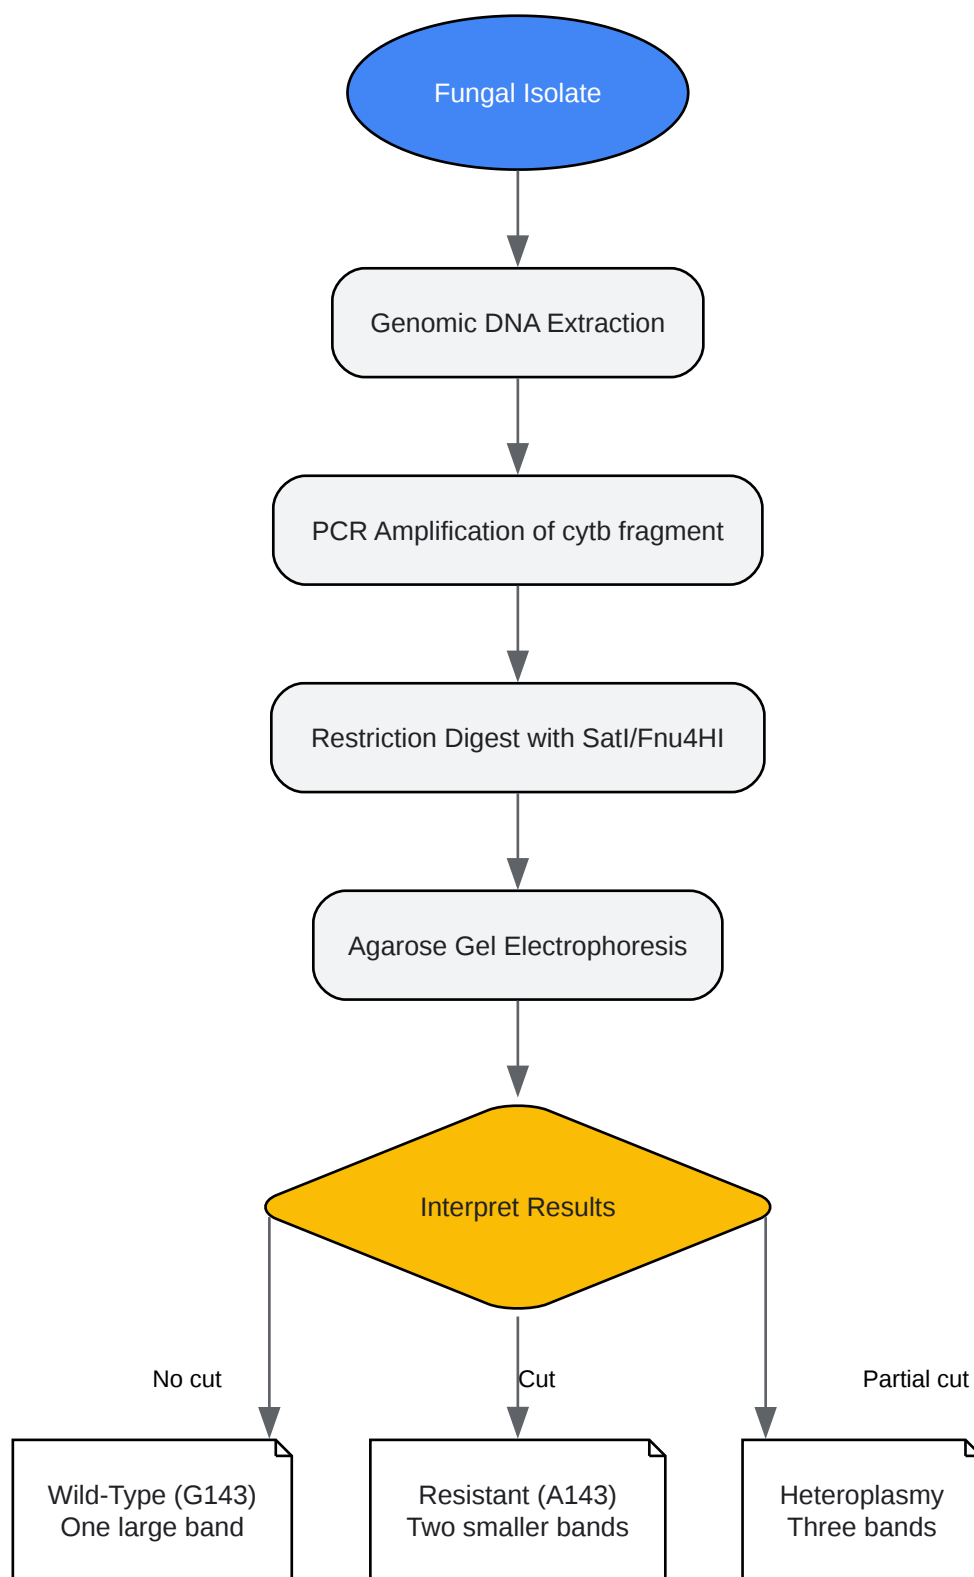 Fungal Isolate
Genomic DNA Extraction
PCR Amplification of cytb fragment
Restriction Digest with SatI/Fnu4HI
Agarose Gel Electrophoresis
Interpret Results
No cut
Cut
Partial cut
Wild-Type (G143)
One large band
Resistant (A143)
Two smaller bands
Heteroplasmy
Three bands